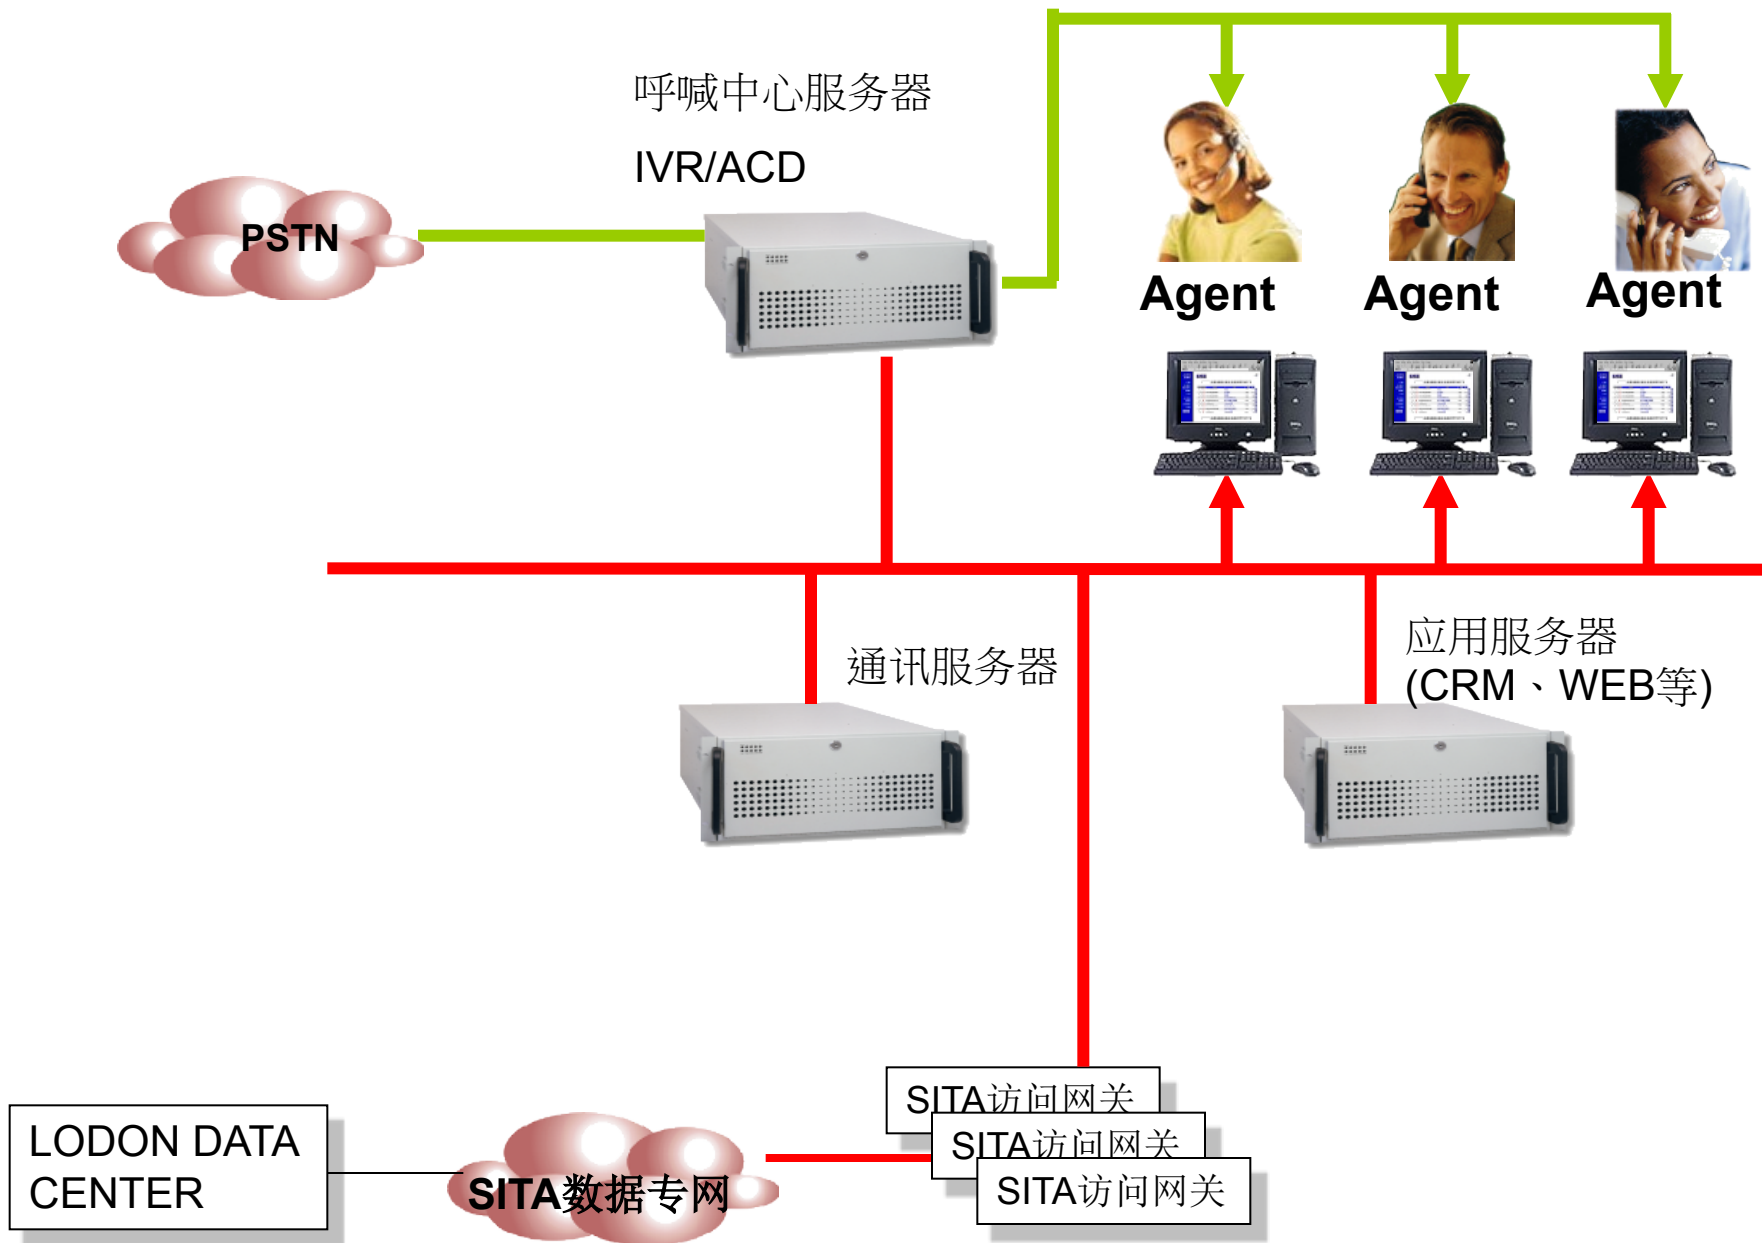 呼喊中心服务器
IVR/ACD
PSTN
Agent
Agent
Agent
通讯服务器
应用服务器
(CRM、WEB等)
SITA访问网关
SITA访问网关
SITA访问网关
LODON DATA
CENTER
SITA数据专网